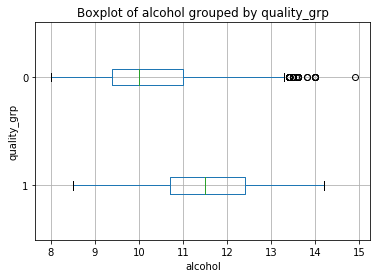 Boxplot of alcohol grouped by quality_grp
0
quality_grp
1
8 9 10 11 12 13 14 15
alcohol